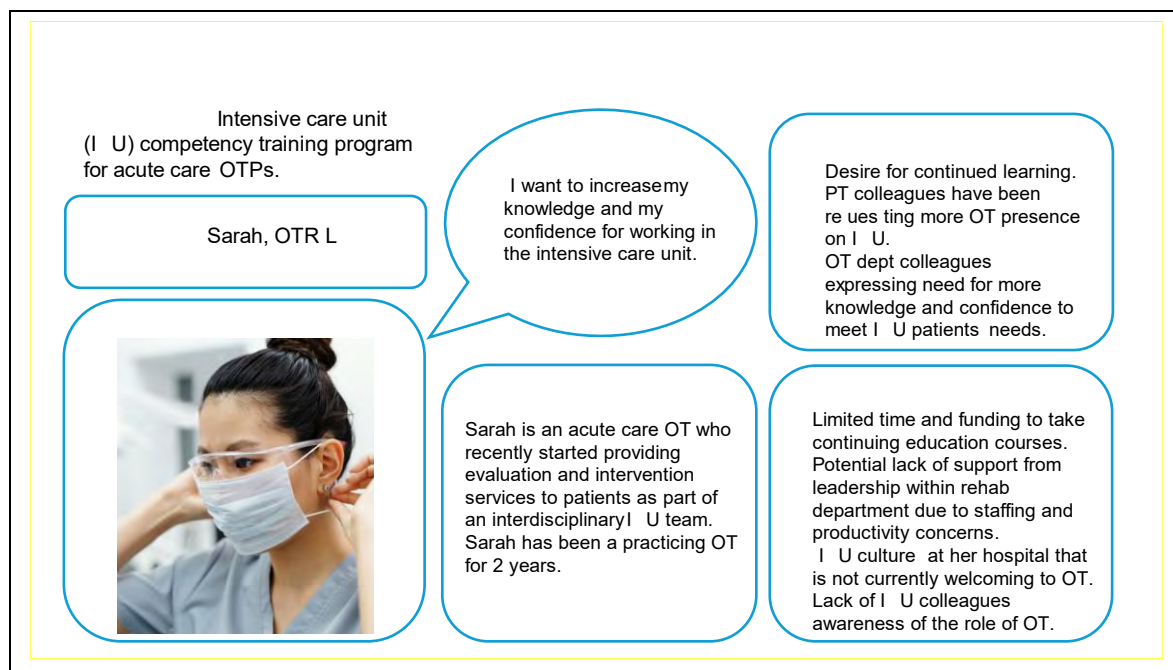 Intensive care unit
(I U) competency training program
for acute care OTPs.
Sarah, OTR L
I want to increasemy
knowledge and my
confidence for working in
the intensive care unit.
Desire for continued learning.
PT colleagues have been
re ues ting more OT presence
on I U.
OT dept colleagues
expressing need for more
knowledge and confidence to
meet I U patients needs.
Sarah is an acute care OT who
recently started providing
evaluation and intervention
services to patients as part of
an interdisciplinaryI U team.
Sarah has been a practicing OT
for 2 years.
Limited time and funding to take
continuing education courses.
Potential lack of support from
leadership within rehab
department due to staffing and
productivity concerns.
I U culture at her hospital that
is not currently welcoming to OT.
Lack of I U colleagues
awareness of the role of OT.